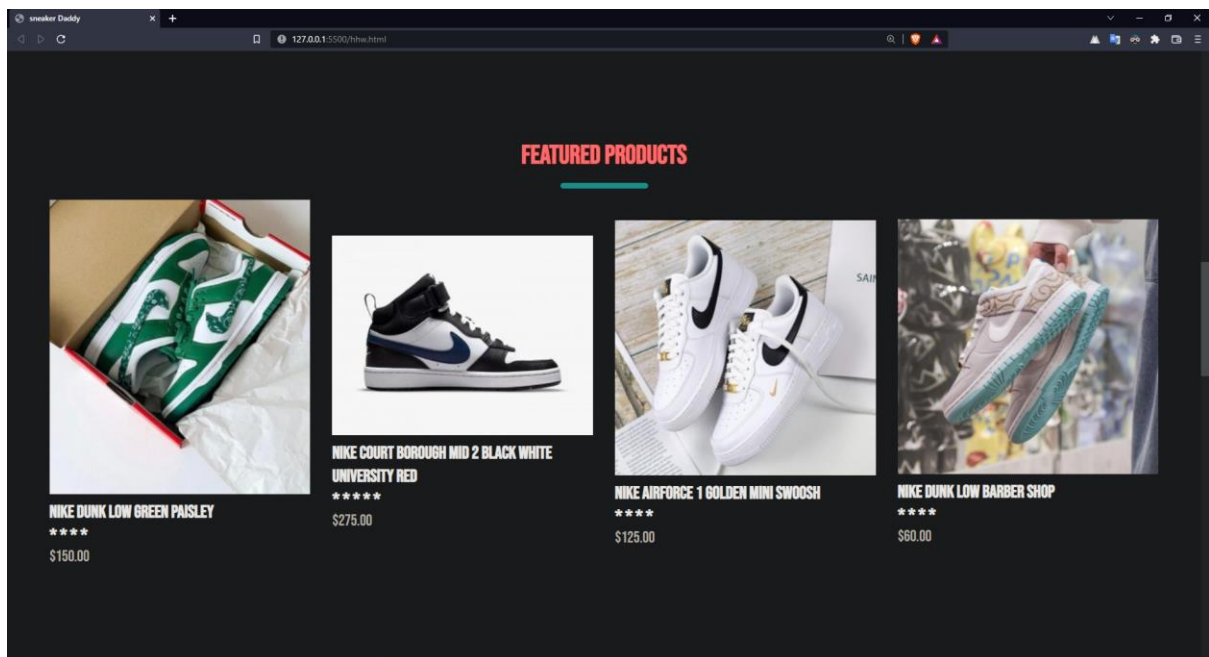 sneaker Daddy
127.0.0.1:5500/hhw.html
FEATURED PRODUCTS
SAIN
NIKE DUNK LOW GREEN PAISLEY
****
$150.00
NIKE COURT BOROUGH MID 2 BLACK WHITE
UNIVERSITY RED
*****
$275.00
NIKE AIRFORCE 1 GOLDEN MINI SWOOSH
****
$125.00
NIKE DUNK LOW BARBER SHOP
****
$60.00